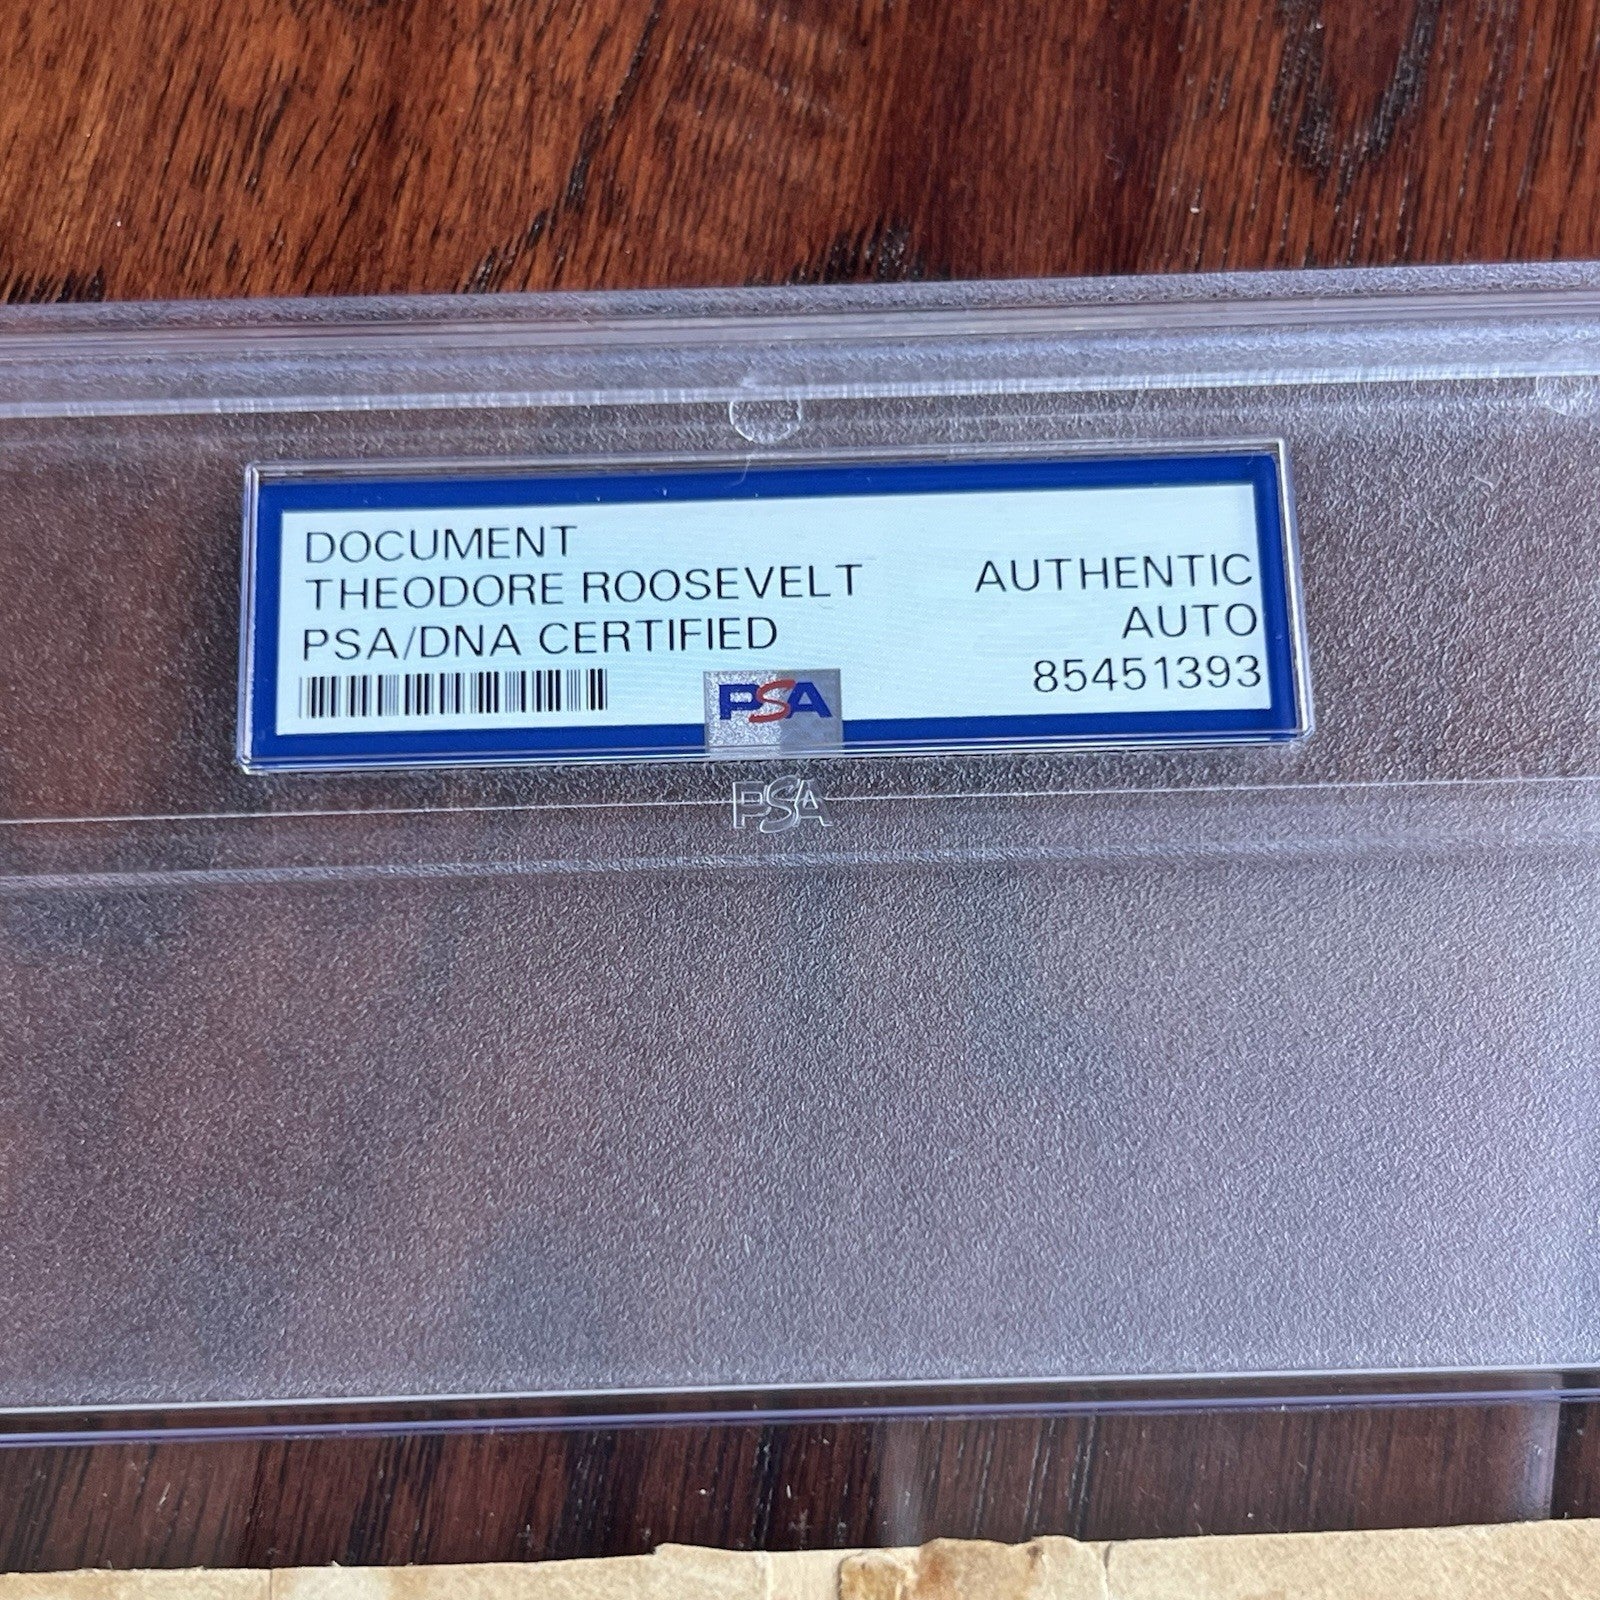 DOCUMENT
THEODORE ROOSEVELT
PSA/DNA CERTIFIED
AUTHENTIC
AUTO
85451393
PSA
PSA